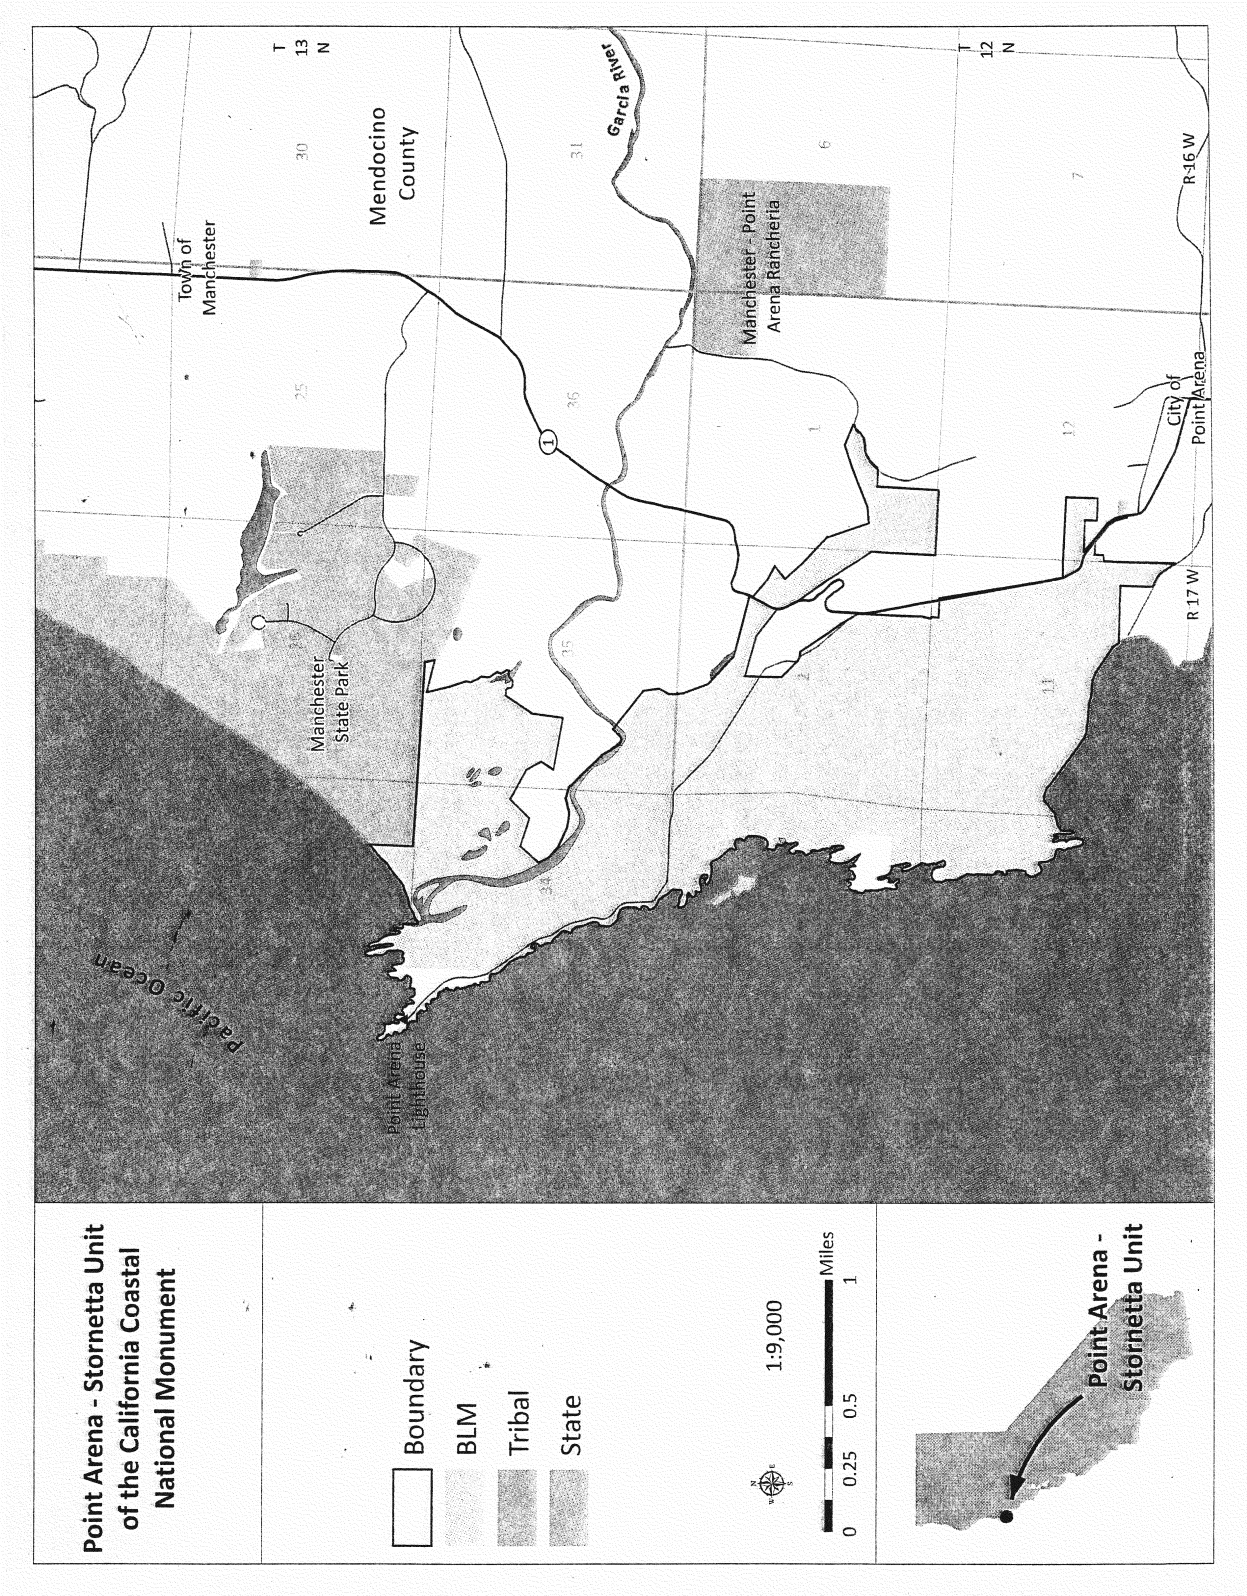 Point Arena - Stornetta Unit
of the California Coastal
National Monument
Boundary
BLM
Tribal
State
1:9,000
N
W E
S
0 0.25 0.5 1
Miles
Point Arena -
Stornetta Unit
Pacific Ocean
Point Arena
Lighthouse
Manchester
State Park
Town of
Manchester
Mendocino
County
T
13
N
Garcia River
T
12
N
30
31
25
36
1
35
34
6
7
1
12
2
11
Manchester - Point
Arena Rancheria
City of
Point Arena
R 16 W
R 17 W